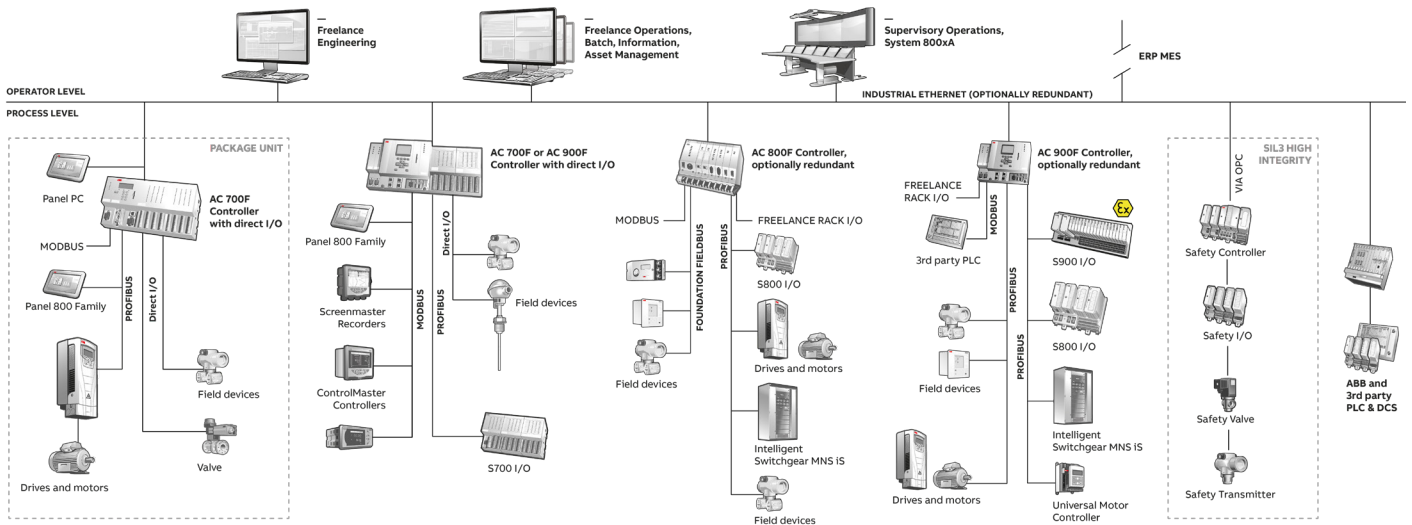 Freelance
Engineering
Freelance Operations,
Batch, Information,
Asset Management
Supervisory Operations,
System 800xA
ERP MES
OPERATOR LEVEL
INDUSTRIAL ETHERNET (OPTIONALLY REDUNDANT)
PROCESS LEVEL
PACKAGE UNIT
Panel PC
AC 700F
Controller
with direct I/O
MODBUS
Panel 800 Family
PROFIBUS
Direct I/O
Field devices
Valve
Drives and motors
AC 700F or AC 900F
Controller with direct I/O
Panel 800 Family
Direct I/O
Screenmaster
Recorders
MODBUS
PROFIBUS
Field devices
ControlMaster
Controllers
S700 I/O
AC 800F Controller,
optionally redundant
MODBUS
FREELANCE RACK I/O
FOUNDATION FIELDBUS
PROFIBUS
S800 I/O
Field devices
Drives and motors
Intelligent
Switchgear MNS iS
Field devices
AC 900F Controller,
optionally redundant
FREELANCE
RACK I/O
MODBUS
Ex
3rd party PLC
S900 I/O
PROFIBUS
S800 I/O
PROFIBUS
Field devices
Intelligent
Switchgear MNS iS
Drives and motors
Universal Motor
Controller
SIL3 HIGH
INTEGRITY
VIA OPC
Safety Controller
Safety I/O
Safety Valve
Safety Transmitter
ABB and
3rd party
PLC & DCS